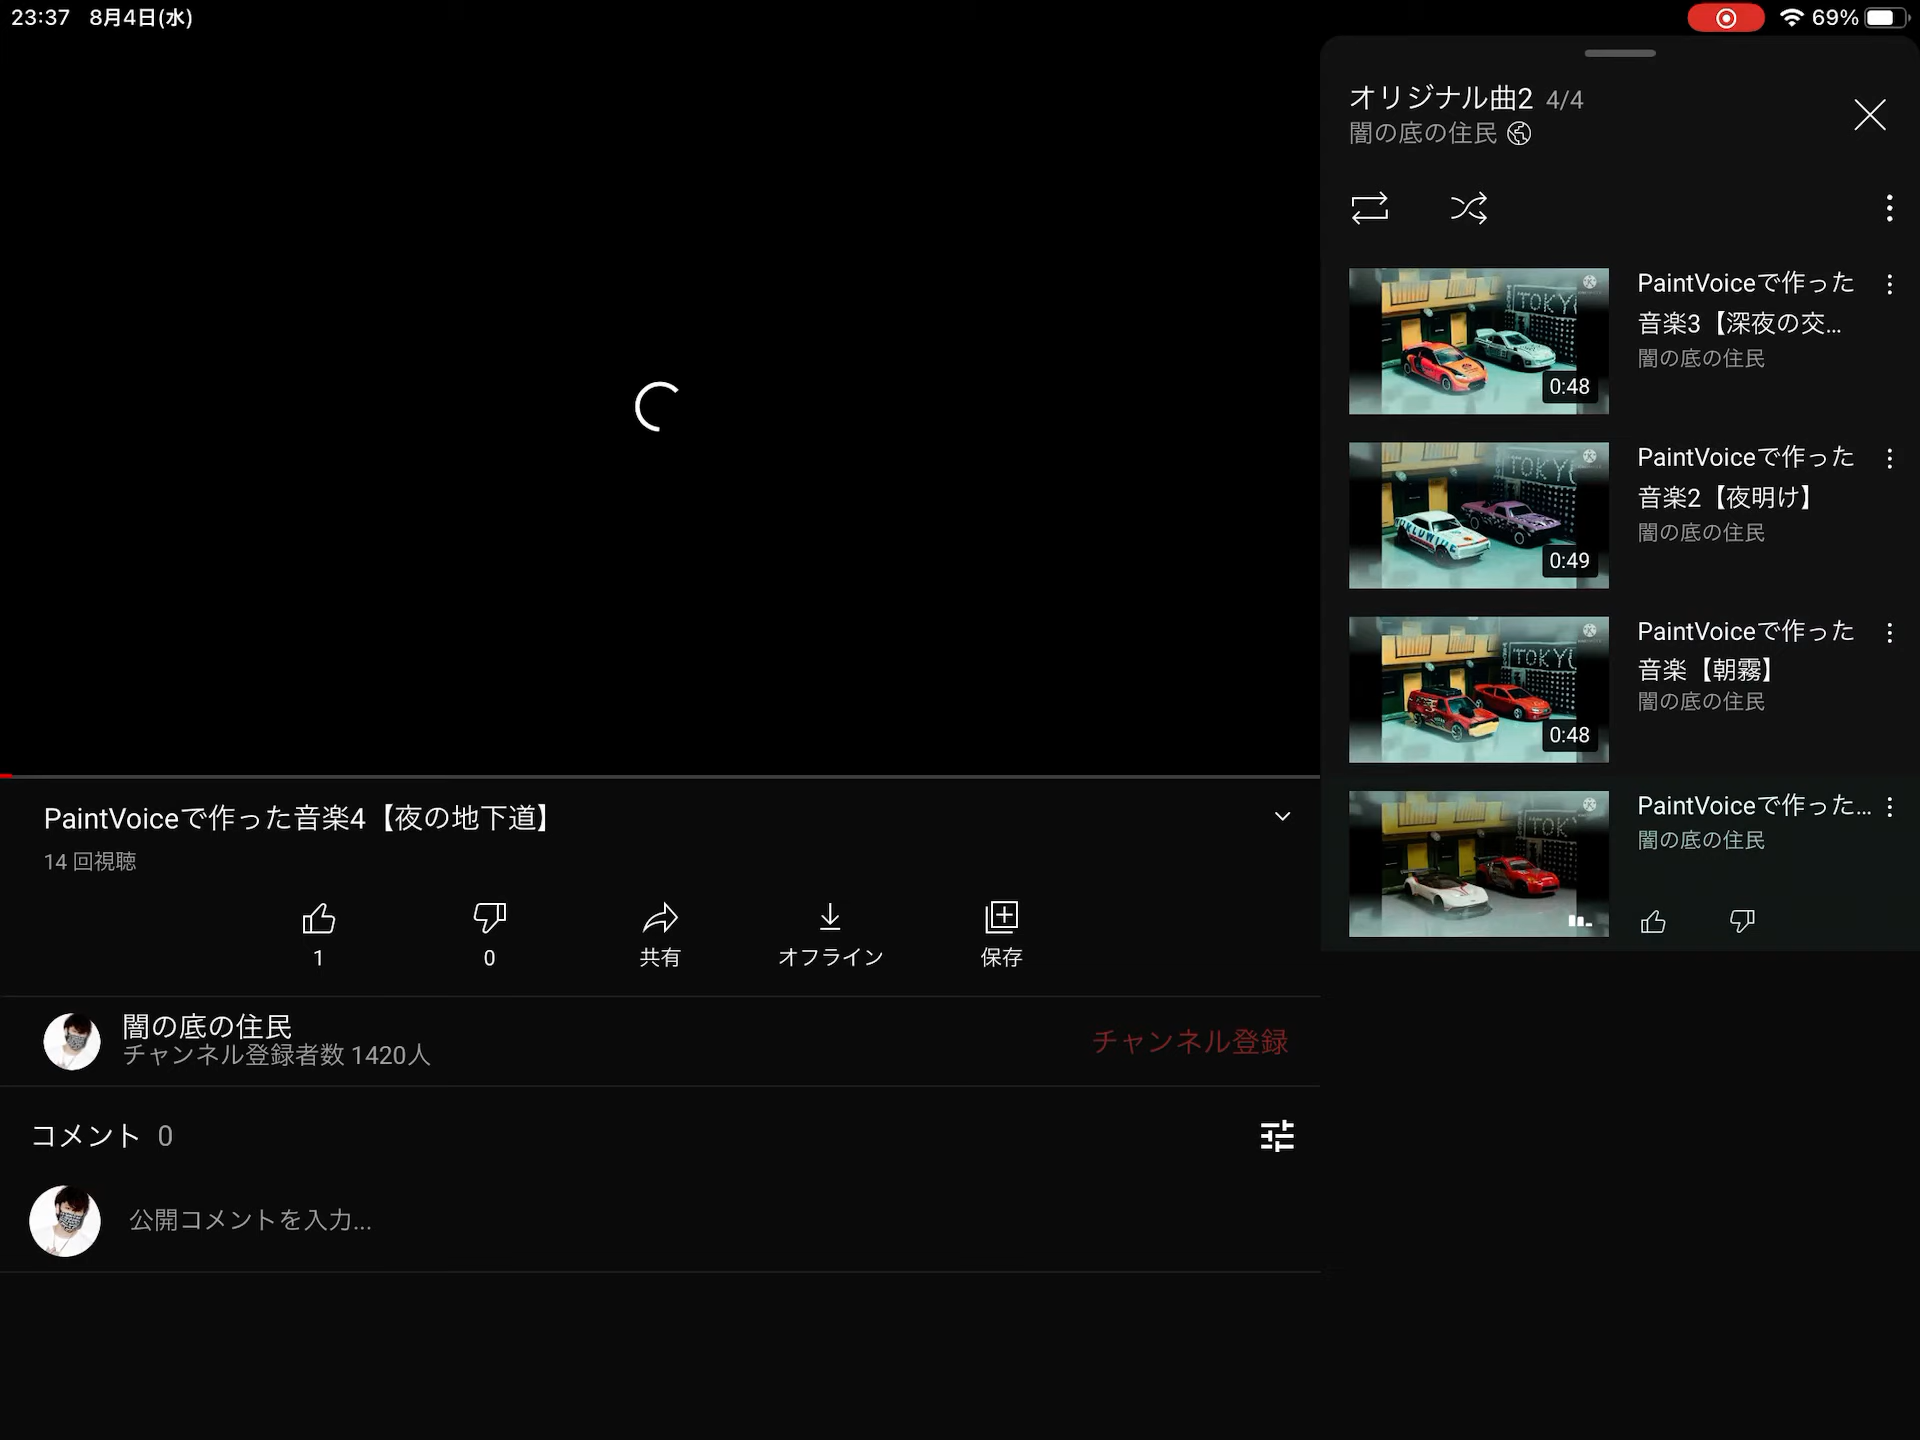 23:37 8月4日(水)
69%
オリジナル曲2 4/4
闇の底の住民
PaintVoiceで作った
音楽3【深夜の交...
闇の底の住民
0:48
TOKY
PaintVoiceで作った
音楽2【夜明け】
闇の底の住民
0:49
TOKY
PaintVoiceで作った
音楽【朝霧】
闇の底の住民
0:48
TOKY
PaintVoiceで作った...
闇の底の住民
TOK
PaintVoiceで作った音楽4【夜の地下道】
14 回視聴
1
0
共有
オフライン
保存
闇の底の住民
チャンネル登録者数 1420人
チャンネル登録
コメント 0
公開コメントを入力...